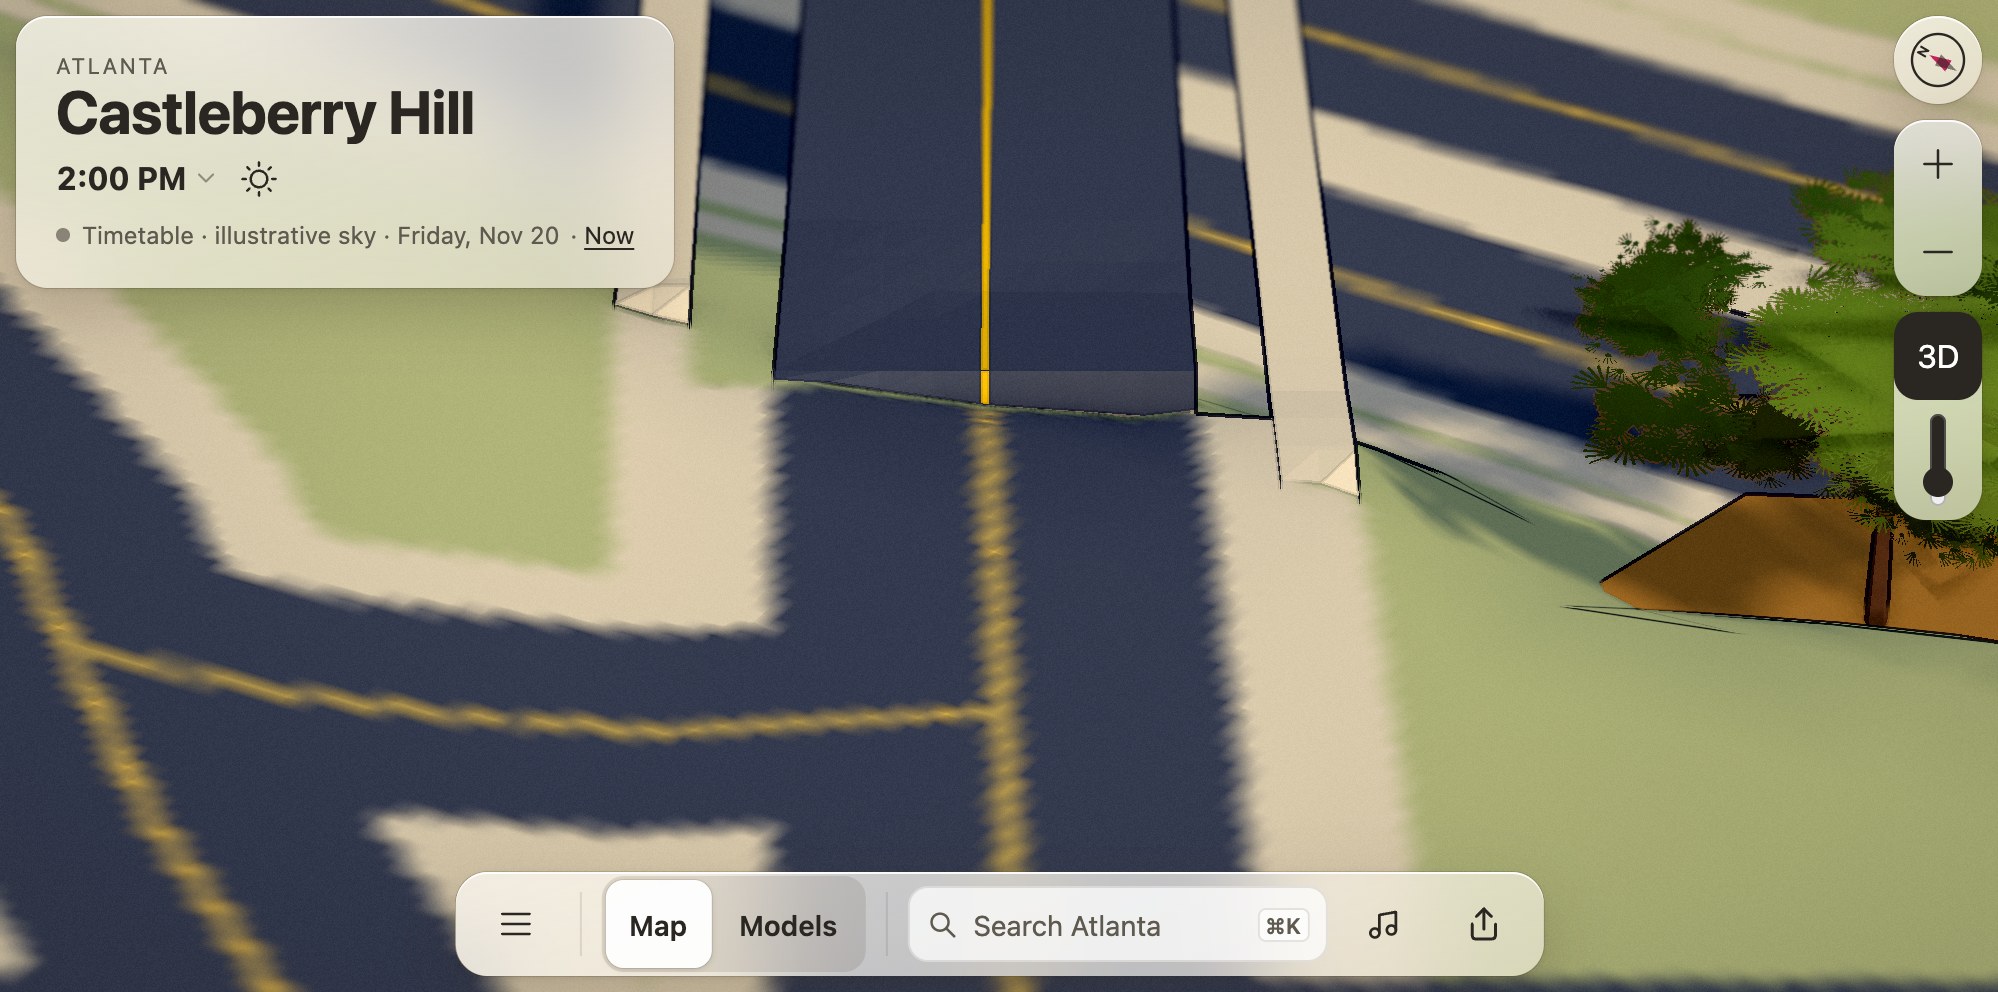 ATLANTA
Castleberry Hill
2:00 PM
Timetable · illustrative sky · Friday, Nov 20 · Now
N
3D
Map
Models
Search Atlanta
⌘K